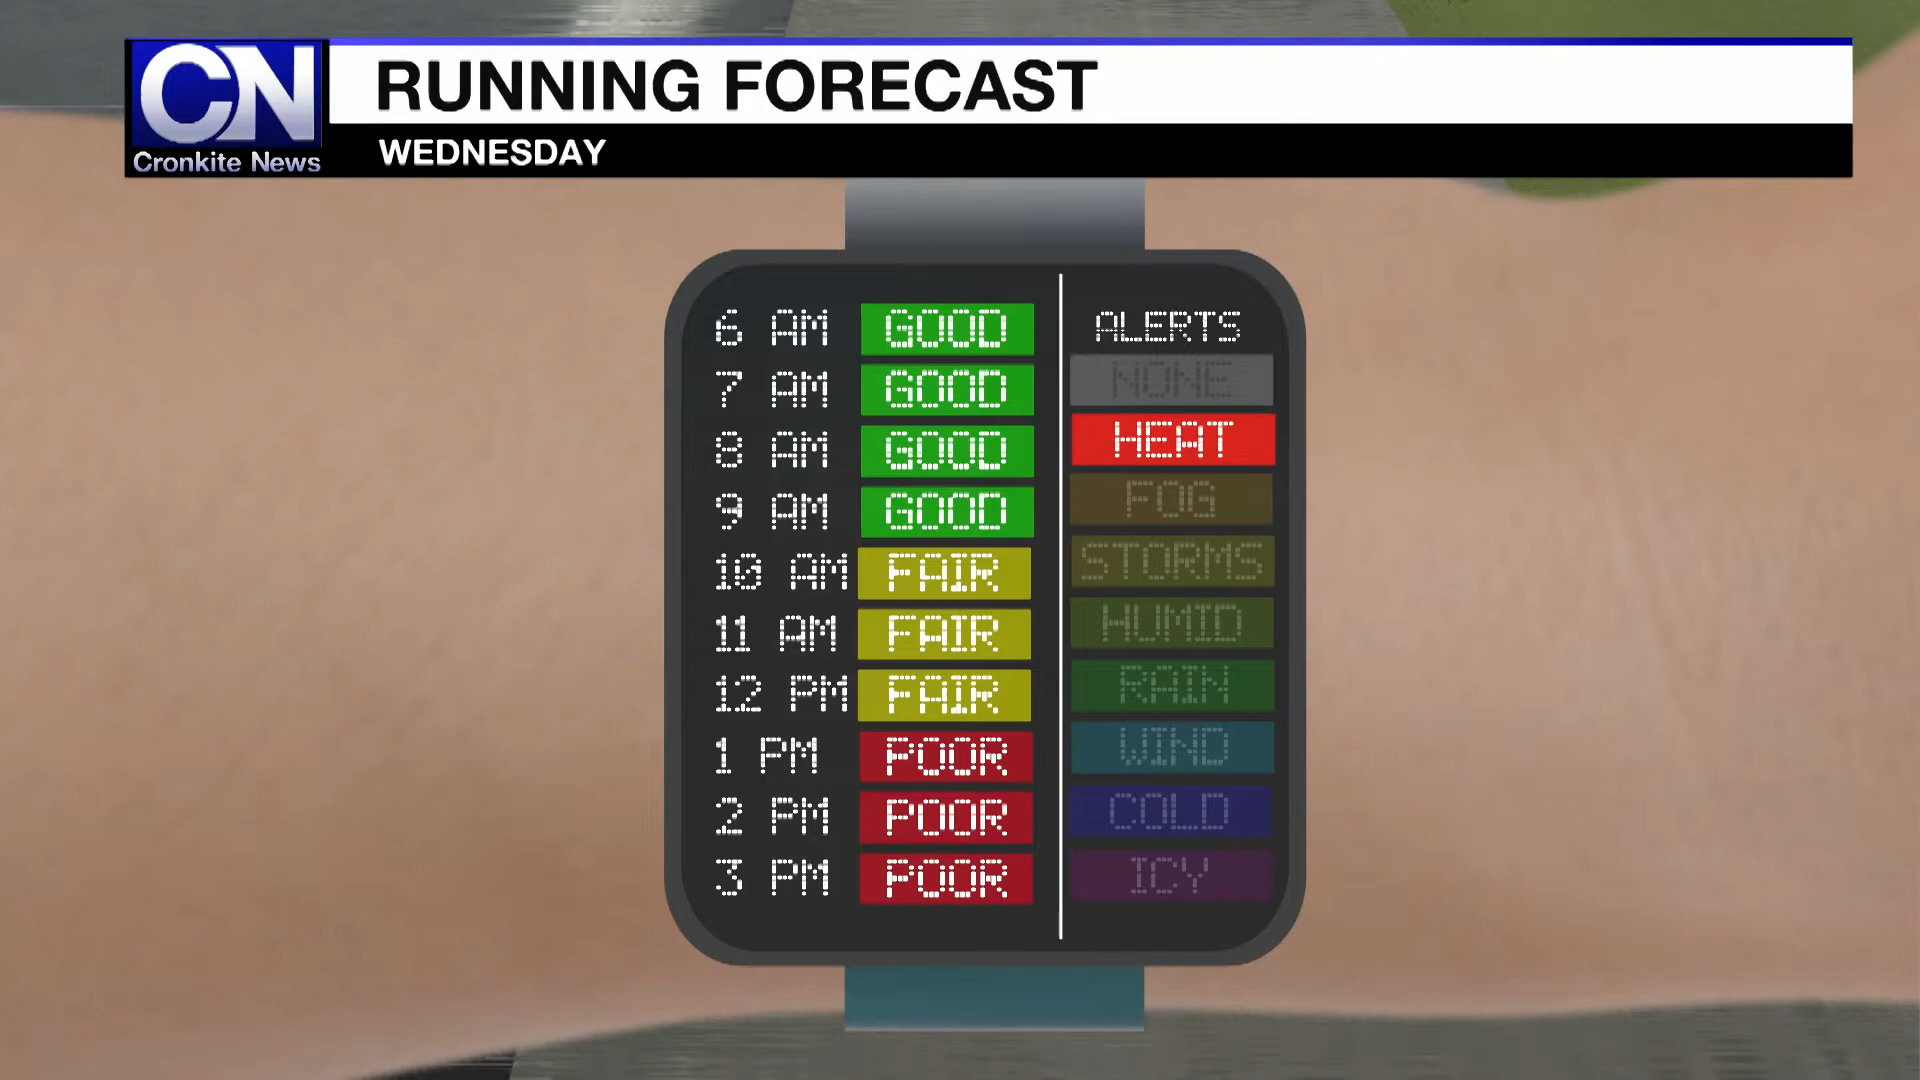 CN
Cronkite News
RUNNING FORECAST
WEDNESDAY
6 AM GOOD
7 AM GOOD
8 AM GOOD
9 AM GOOD
10 AM FAIR
11 AM FAIR
12 PM FAIR
1 PM POOR
2 PM POOR
3 PM POOR
ALERTS
NONE
HEAT
FOG
STORMS
HUMID
RAIN
WIND
COLD
ICY